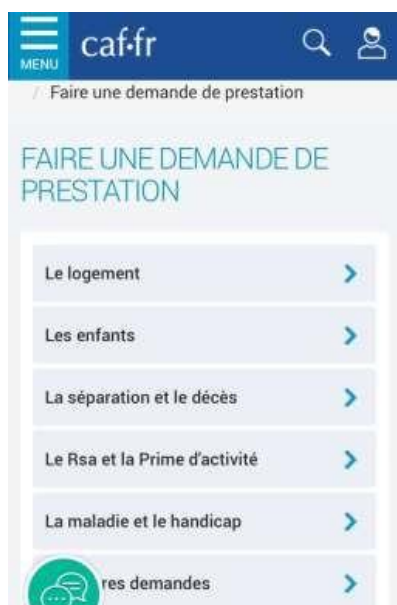 MENU
caf·fr
/ Faire une demande de prestation
FAIRE UNE DEMANDE DE
PRESTATION
Le logement
Les enfants
La séparation et le décès
Le Rsa et la Prime d'activité
La maladie et le handicap
demandes